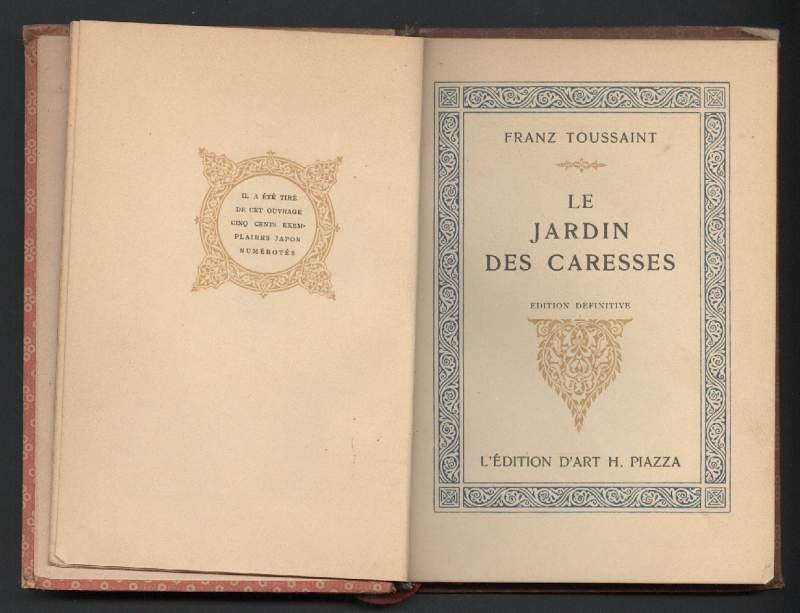 IL A ÉTÉ TIRÉ
DE CET OUVRAGE
CINQ CENTS EXEM-
PLAIRES JAPON
NUMÉROTÉS
FRANZ TOUSSAINT
LE
JARDIN
DES CARESSES
EDITION DEFINITIVE
L'ÉDITION D'ART H. PIAZZA